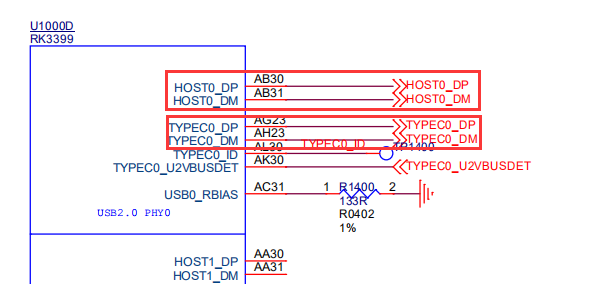 U1000D
RK3399
HOST0_DP AB30 HOST0_DP
HOST0_DM AB31 HOST0_DM
TYPEC0_DP AG23 TYPEC0_DP
TYPEC0_DM AH23 TYPEC0_DM
TYPEC0_ID AL30 TYPEC0_ID TP1400
TYPEC0_U2VBUSDET AK30 TYPEC0_U2VBUSDET
USB0_RBIAS AC31 1 R1400 2
133R
USB2.0 PHY0 R0402
1%
HOST1_DP AA30
HOST1_DM AA31